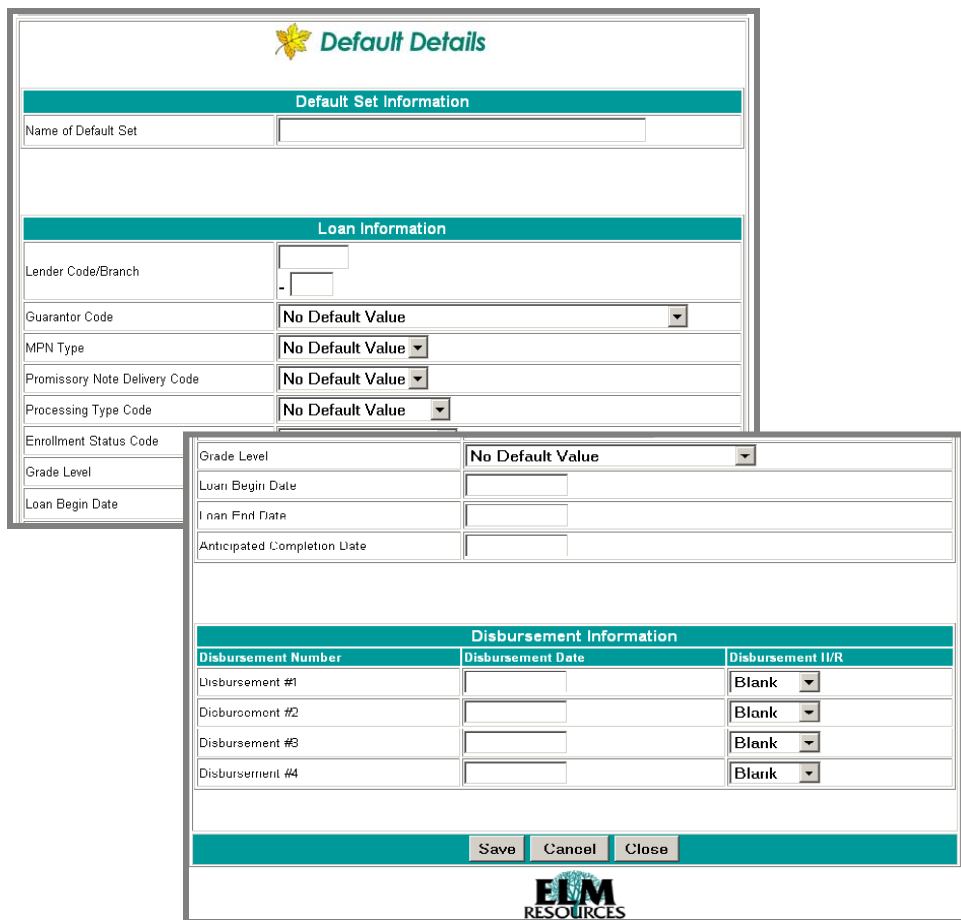 Default Details
Default Set Information
Name of Default Set
Loan Information
Lender Code/Branch
-
Guarantor Code No Default Value
MPN Type No Default Value
Promissory Note Delivery Code No Default Value
Processing Type Code No Default Value
Enrollment Status Code
Grade Level
Loan Begin Date
Grade Level No Default Value
Loan Begin Date
Loan End Date
Anticipated Completion Date
Disbursement Information
Disbursement Number Disbursement Date Disbursement H/R
Disbursement #1 Blank
Disbursement #2 Blank
Disbursement #3 Blank
Disbursement #4 Blank
Save Cancel Close
ELM
RESOURCES